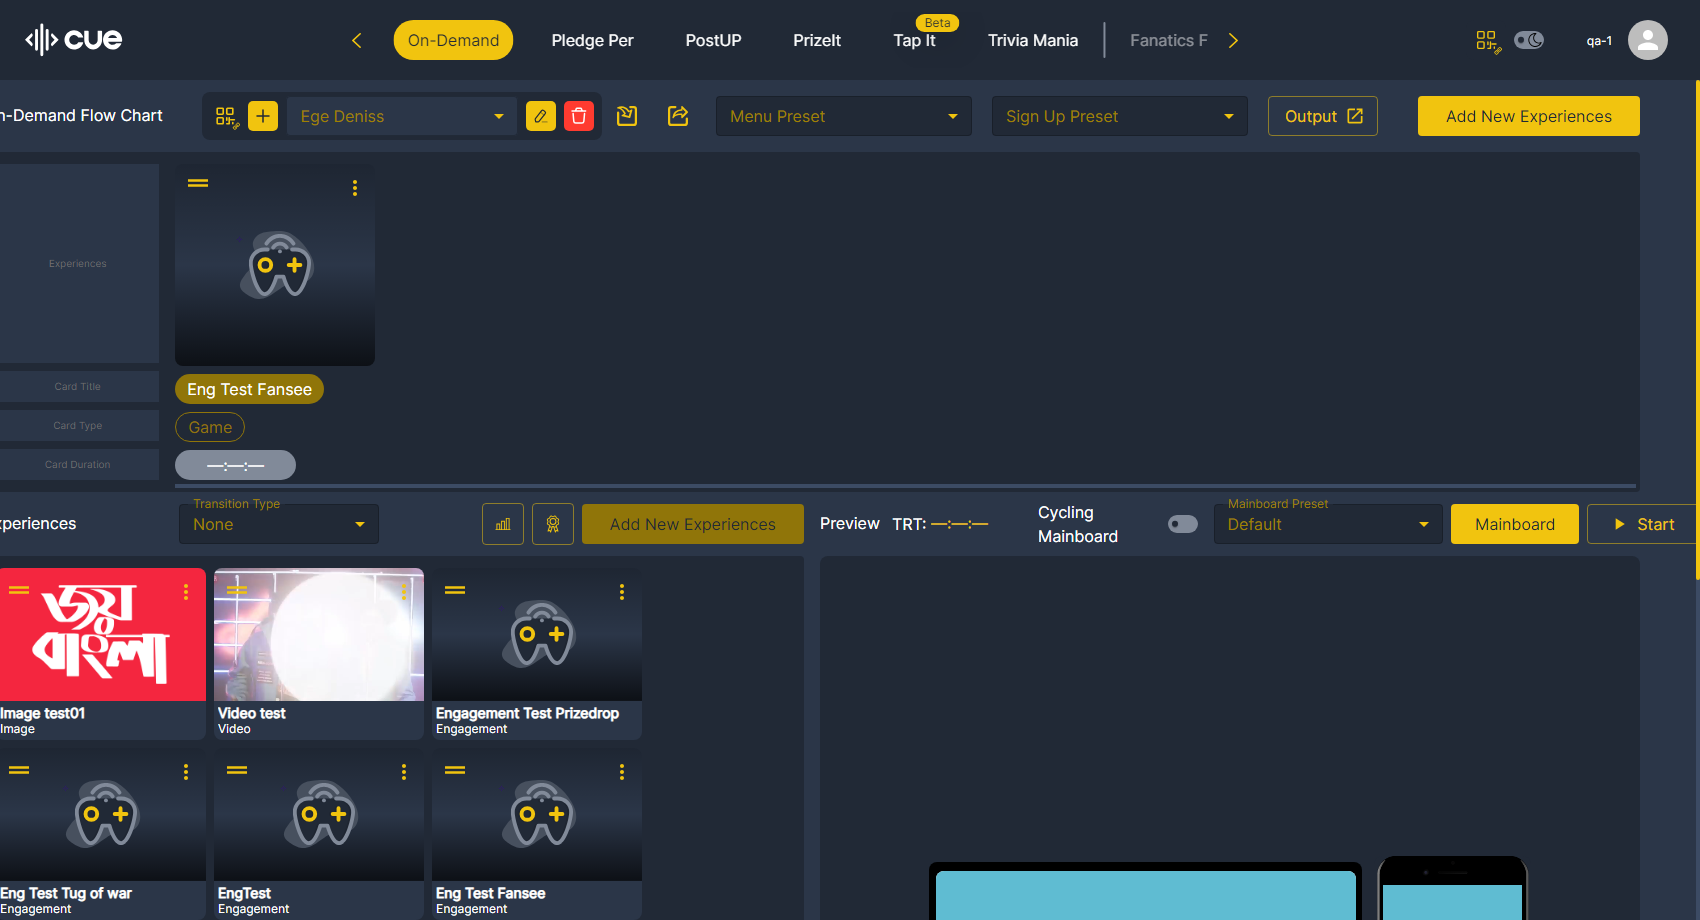 cue
On-Demand
Pledge Per
PostUP
PrizeIt
Beta
Tap It
Trivia Mania
Fanatics F
qa-1
n-Demand Flow Chart
Ege Deniss
Menu Preset
Sign Up Preset
Output
Add New Experiences
Experiences
Card Title
Card Type
Card Duration
Eng Test Fansee
Game
—:—:—
xperiences
Transition Type
None
Add New Experiences
Preview TRT: —:—:—
Cycling
Mainboard
Mainboard Preset
Default
Mainboard
Start
জয়
বাংলা
Image test01
Image
Video test
Video
Engagement Test Prizedrop
Engagement
Eng Test Tug of war
Engagement
EngTest
Engagement
Eng Test Fansee
Engagement